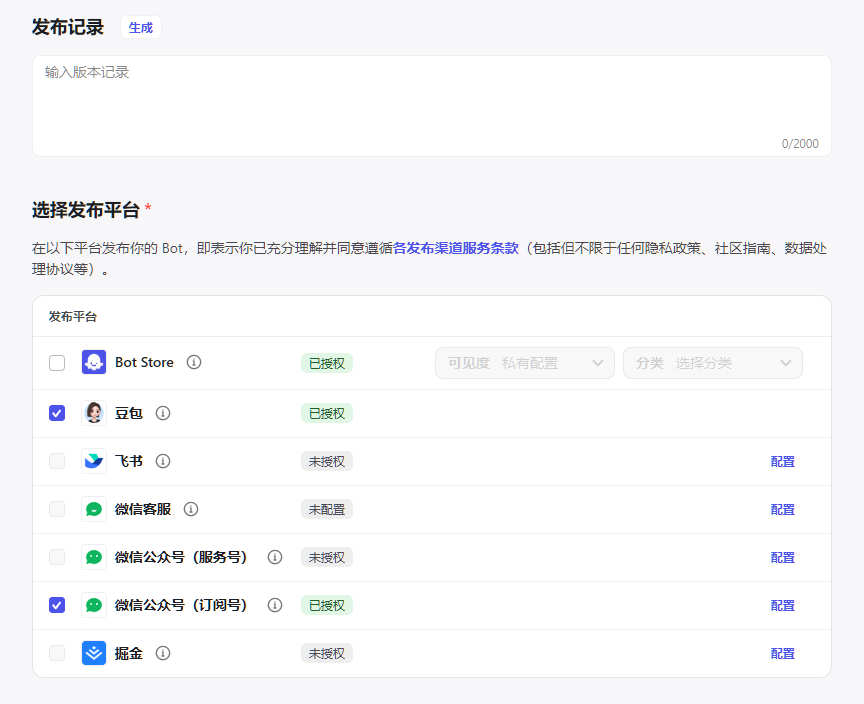 发布记录 生成
输入版本记录
0/2000
选择发布平台 *
在以下平台发布你的 Bot，即表示你已充分理解并同意遵循各发布渠道服务条款（包括但不限于任何隐私政策、社区指南、数据处
理协议等）。
发布平台
Bot Store 已授权 可见度 私有配置 分类 选择分类
豆包 已授权
飞书 未授权 配置
微信客服 未配置 配置
微信公众号（服务号） 未授权 配置
微信公众号（订阅号） 已授权 配置
掘金 未授权 配置